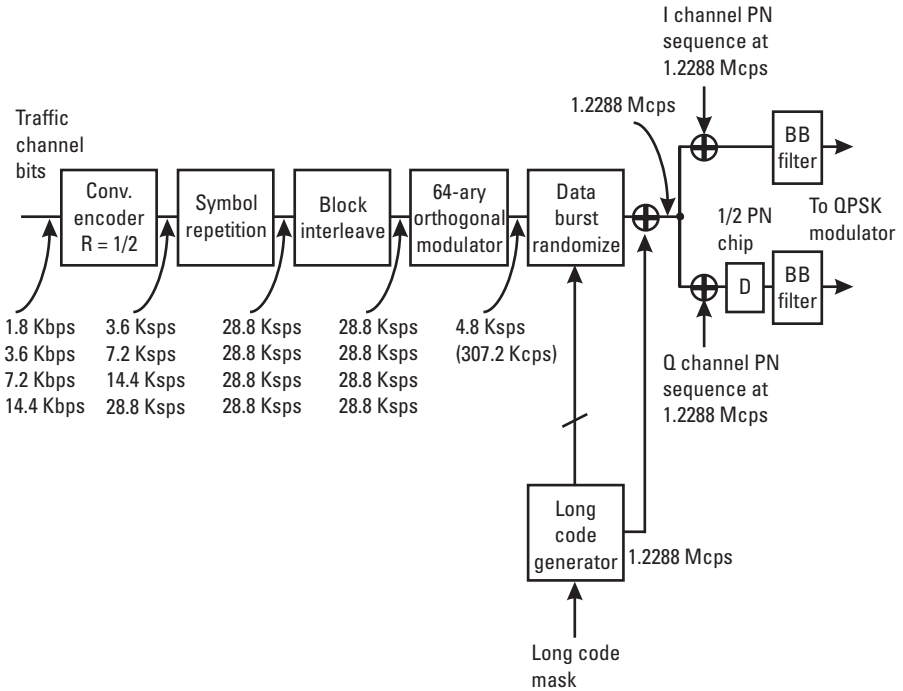 I channel PN
sequence at
1.2288 Mcps
1.2288 Mcps
Traffic
channel
bits
Conv.
encoder
R = 1/2
Symbol
repetition
Block
interleave
64-ary
orthogonal
modulator
Data
burst
randomize
BB
filter
1/2 PN
chip
D
BB
filter
To QPSK
modulator
1.8 Kbps
3.6 Kbps
7.2 Kbps
14.4 Kbps
3.6 Ksps
7.2 Ksps
14.4 Ksps
28.8 Ksps
28.8 Ksps
28.8 Ksps
28.8 Ksps
28.8 Ksps
28.8 Ksps
28.8 Ksps
28.8 Ksps
28.8 Ksps
4.8 Ksps
(307.2 Kcps)
Q channel PN
sequence at
1.2288 Mcps
Long
code
generator
1.2288 Mcps
Long code
mask